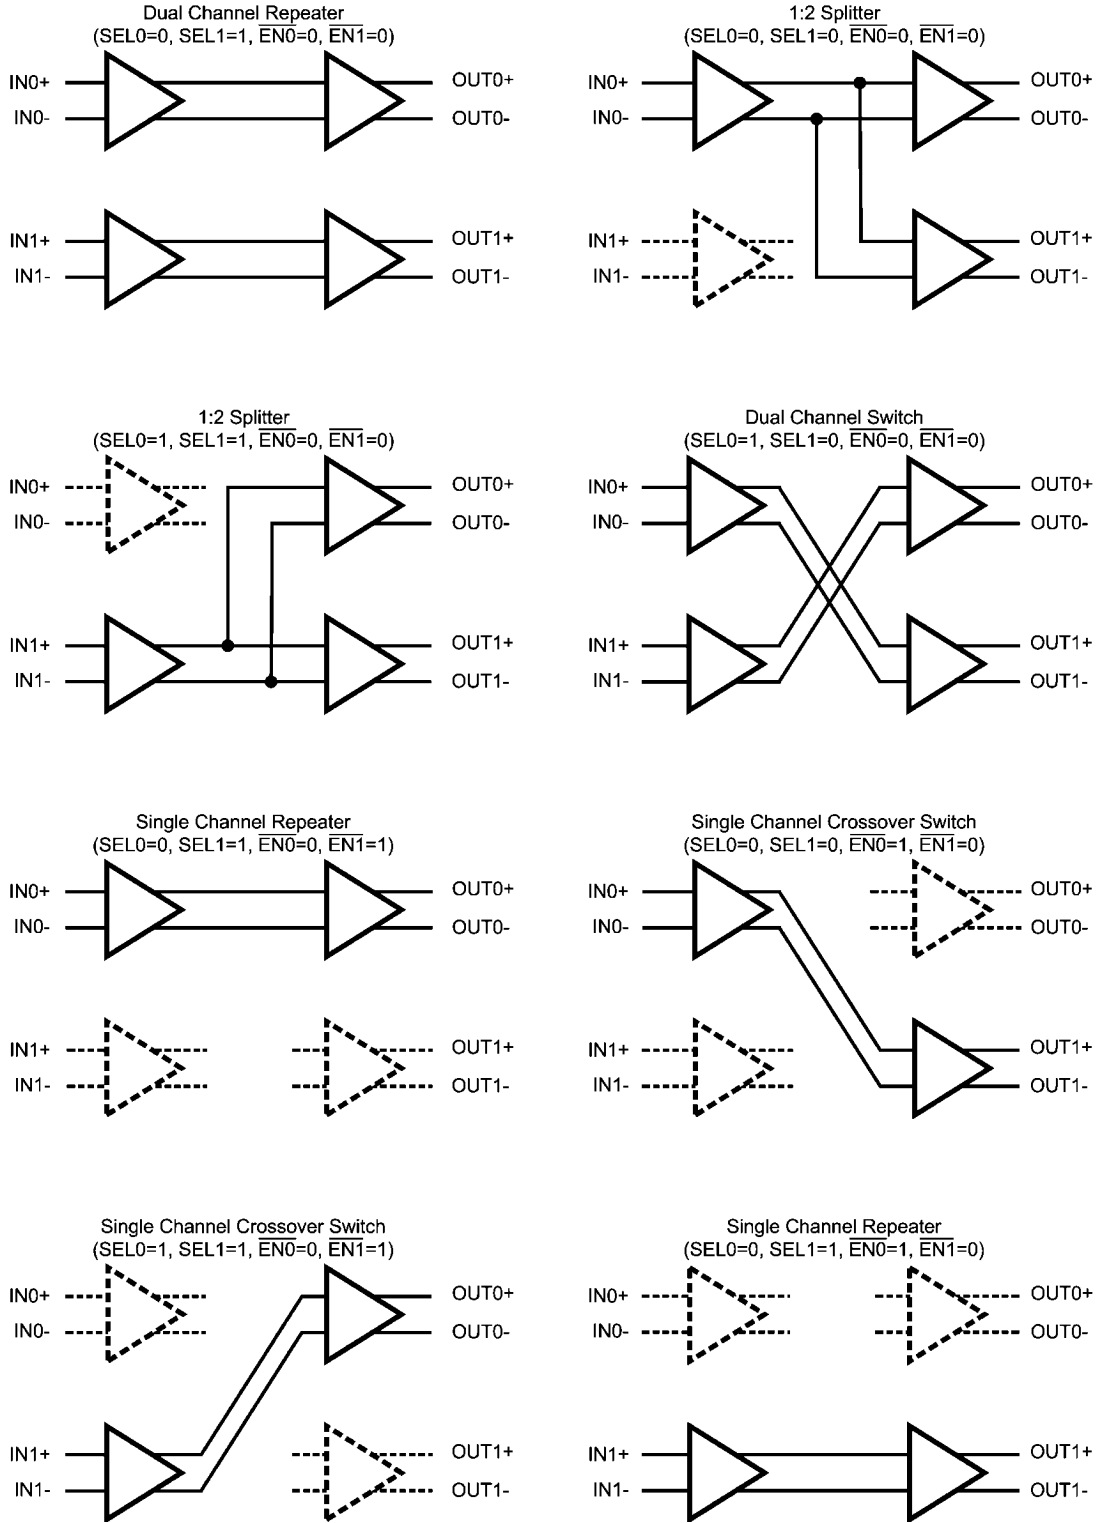 Dual Channel Repeater
(SEL0=0, SEL1=1, EN0=0, EN1=0)
IN0+
IN0-
OUT0+
OUT0-
IN1+
IN1-
OUT1+
OUT1-
1:2 Splitter
(SEL0=0, SEL1=0, EN0=0, EN1=0)
IN0+
IN0-
OUT0+
OUT0-
IN1+
IN1-
OUT1+
OUT1-
1:2 Splitter
(SEL0=1, SEL1=1, EN0=0, EN1=0)
IN0+
IN0-
OUT0+
OUT0-
IN1+
IN1-
OUT1+
OUT1-
Dual Channel Switch
(SEL0=1, SEL1=0, EN0=0, EN1=0)
IN0+
IN0-
OUT0+
OUT0-
IN1+
IN1-
OUT1+
OUT1-
Single Channel Repeater
(SEL0=0, SEL1=1, EN0=0, EN1=1)
IN0+
IN0-
OUT0+
OUT0-
IN1+
IN1-
OUT1+
OUT1-
Single Channel Crossover Switch
(SEL0=0, SEL1=0, EN0=1, EN1=0)
IN0+
IN0-
OUT0+
OUT0-
IN1+
IN1-
OUT1+
OUT1-
Single Channel Crossover Switch
(SEL0=1, SEL1=1, EN0=0, EN1=1)
IN0+
IN0-
OUT0+
OUT0-
IN1+
IN1-
OUT1+
OUT1-
Single Channel Repeater
(SEL0=0, SEL1=1, EN0=1, EN1=0)
IN0+
IN0-
OUT0+
OUT0-
IN1+
IN1-
OUT1+
OUT1-